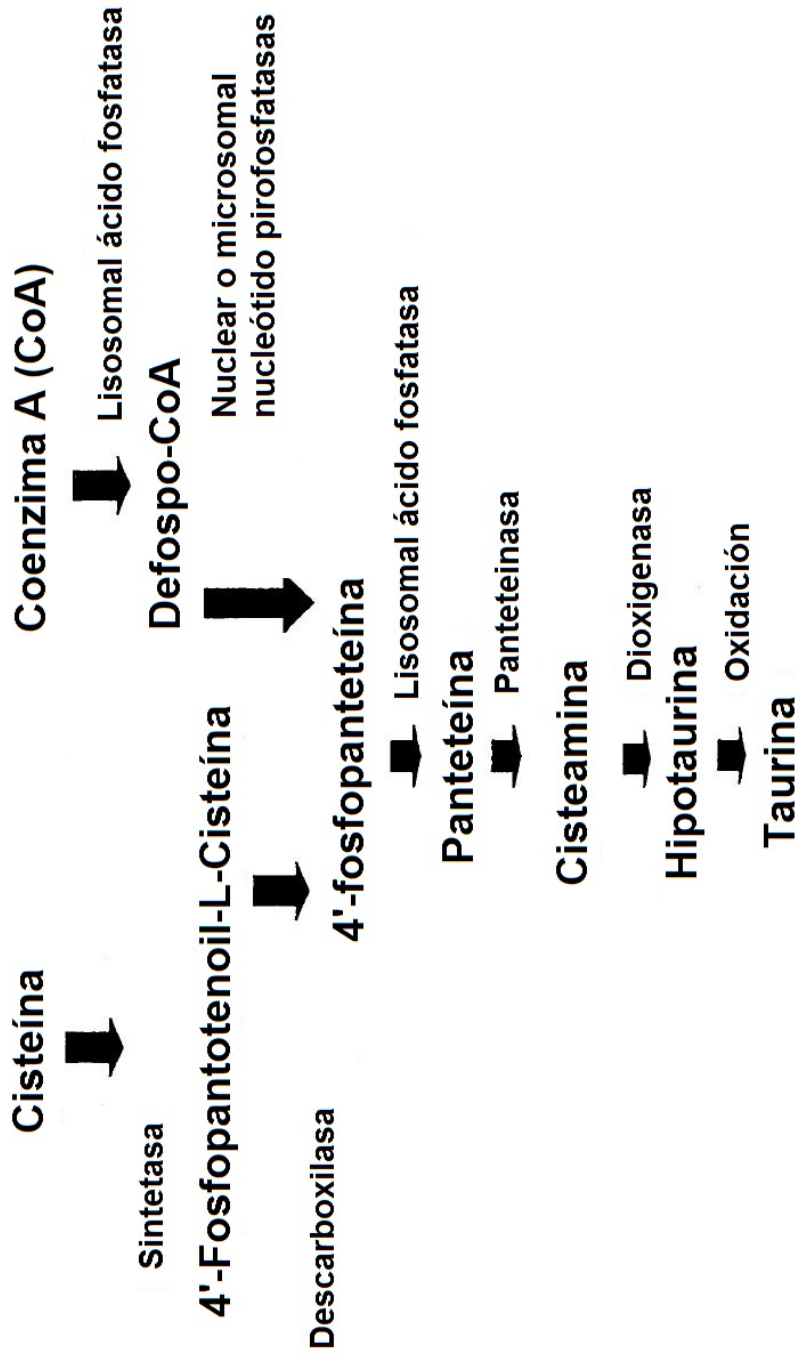 Cisteína
Coenzima A (CoA)
Sintetasa
Lisosomal ácido fosfatasa
4'-Fosfopantotenoil-L-Cisteína
Defospo-CoA
Descarboxilasa
Nuclear o microsomal
nucleótido pirofosfatasas
4'-fosfopanteteína
Lisosomal ácido fosfatasa
Panteteína
Panteteinasa
Cisteamina
Dioxigenasa
Hipotaurina
Oxidación
Taurina